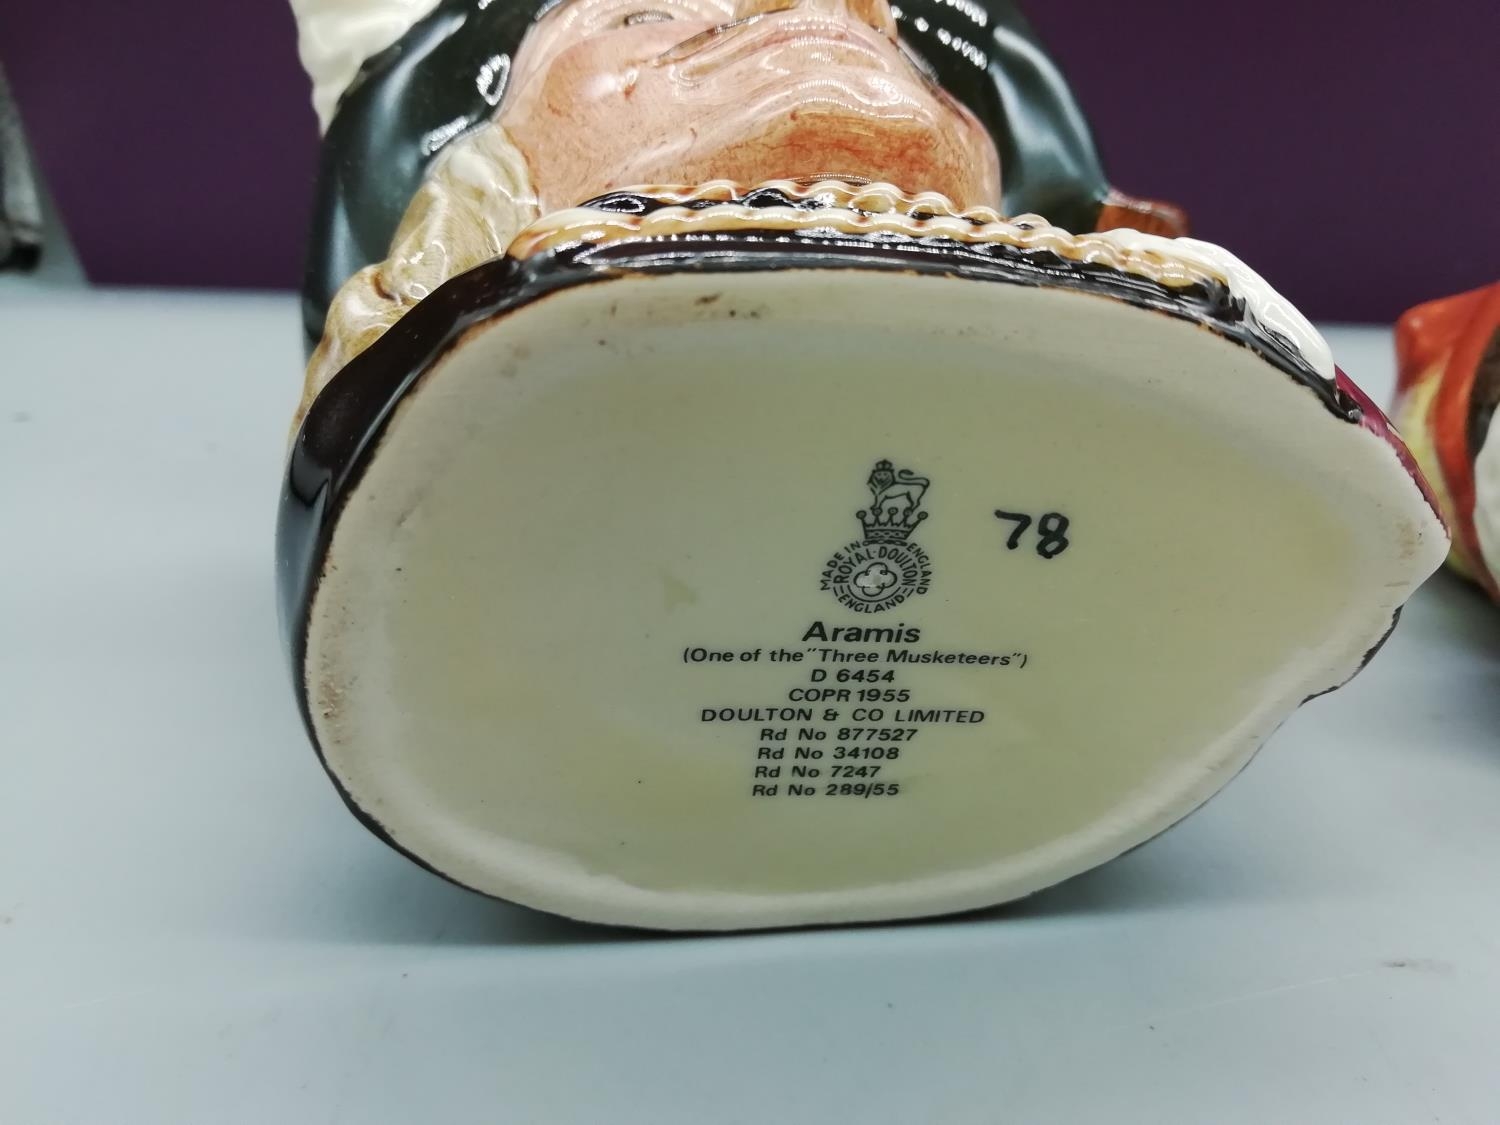 MADE IN ENGLAND
ROYAL·DOULTON
ENGLAND
78
Aramis
(One of the "Three Musketeers")
D 6454
COPR 1955
DOULTON & CO LIMITED
Rd No 877527
Rd No 34108
Rd No 7247
Rd No 289/55